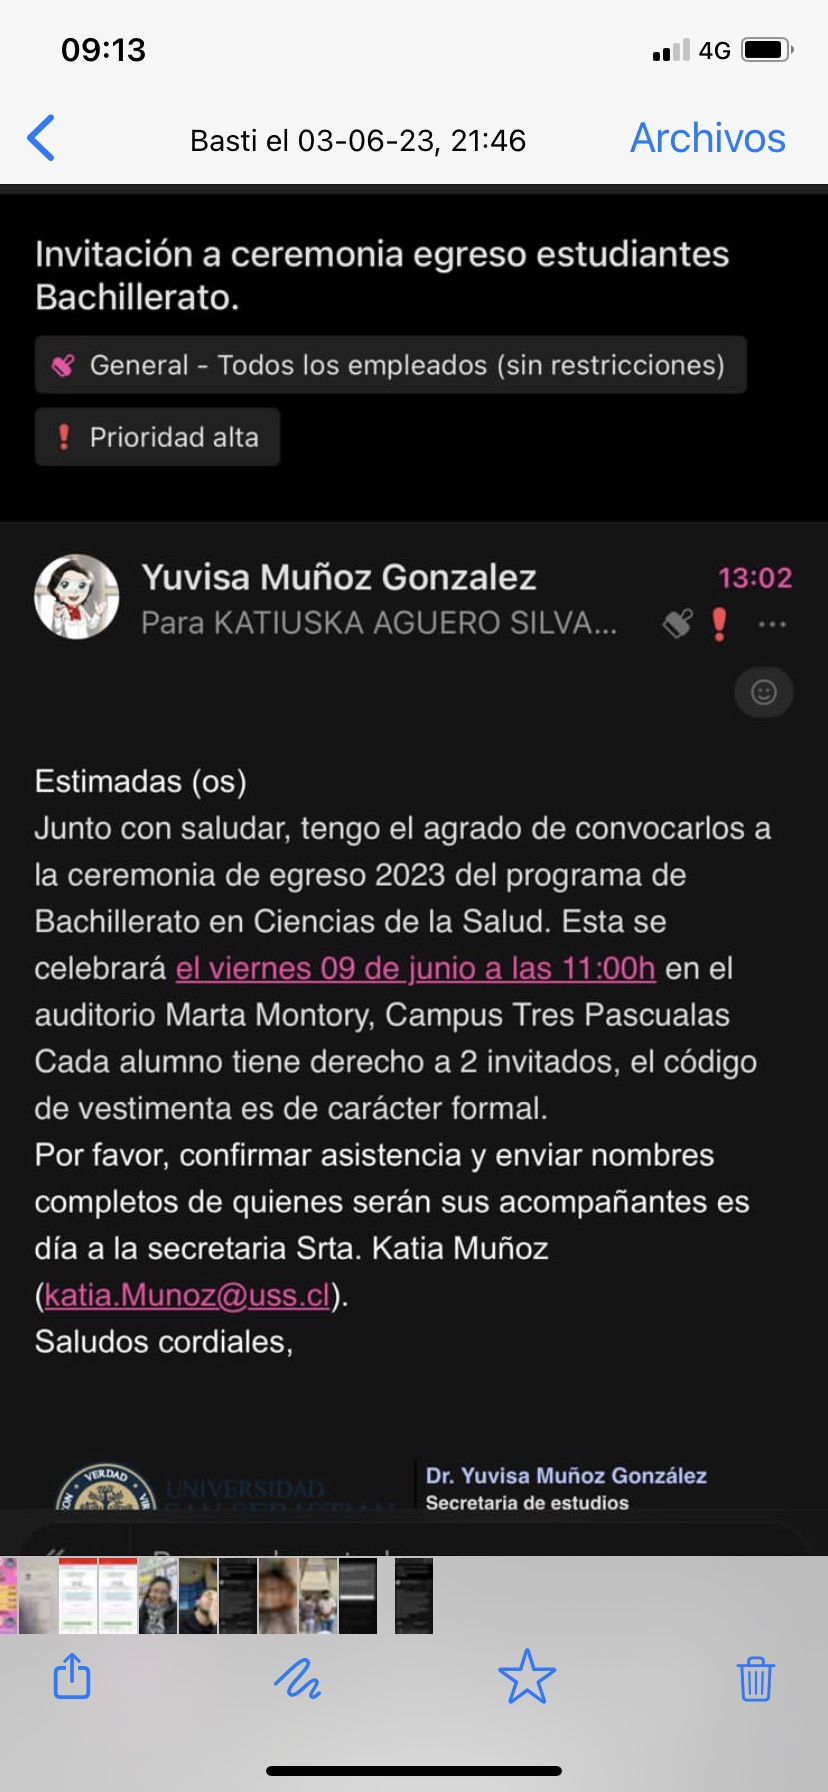 09:13
4G
Basti el 03-06-23, 21:46
Archivos
Invitación a ceremonia egreso estudiantes
Bachillerato.
General - Todos los empleados (sin restricciones)
Prioridad alta
Yuvisa Muñoz Gonzalez
13:02
Para KATIUSKA AGUERO SILVA...
Estimadas (os)
Junto con saludar, tengo el agrado de convocarlos a
la ceremonia de egreso 2023 del programa de
Bachillerato en Ciencias de la Salud. Esta se
celebrará el viernes 09 de junio a las 11:00h en el
auditorio Marta Montory, Campus Tres Pascualas
Cada alumno tiene derecho a 2 invitados, el código
de vestimenta es de carácter formal.
Por favor, confirmar asistencia y enviar nombres
completos de quienes serán sus acompañantes es
día a la secretaria Srta. Katia Muñoz
(katia.Munoz@uss.cl).
Saludos cordiales,
VERDAD
UNIVERSIDAD
Dr. Yuvisa Muñoz González
Secretaria de estudios